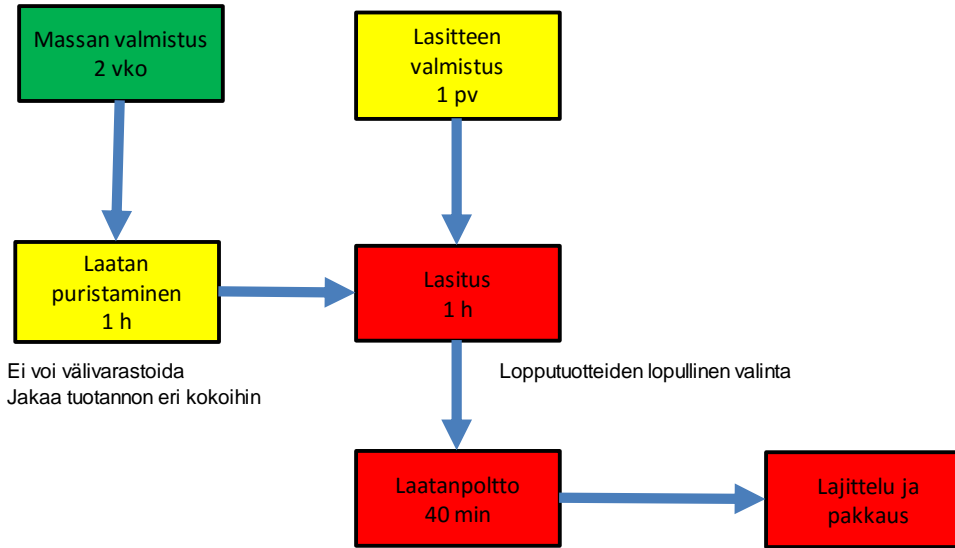 Massan valmistus
2 vko
Lasitteen
valmistus
1 pv
Laatan
puristaminen
1 h
Lasitus
1 h
Ei voi välivarastoida
Jakaa tuotannon eri kokoihin
Lopputuotteiden lopullinen valinta
Laatanpoltto
40 min
Lajittelu ja
pakkaus